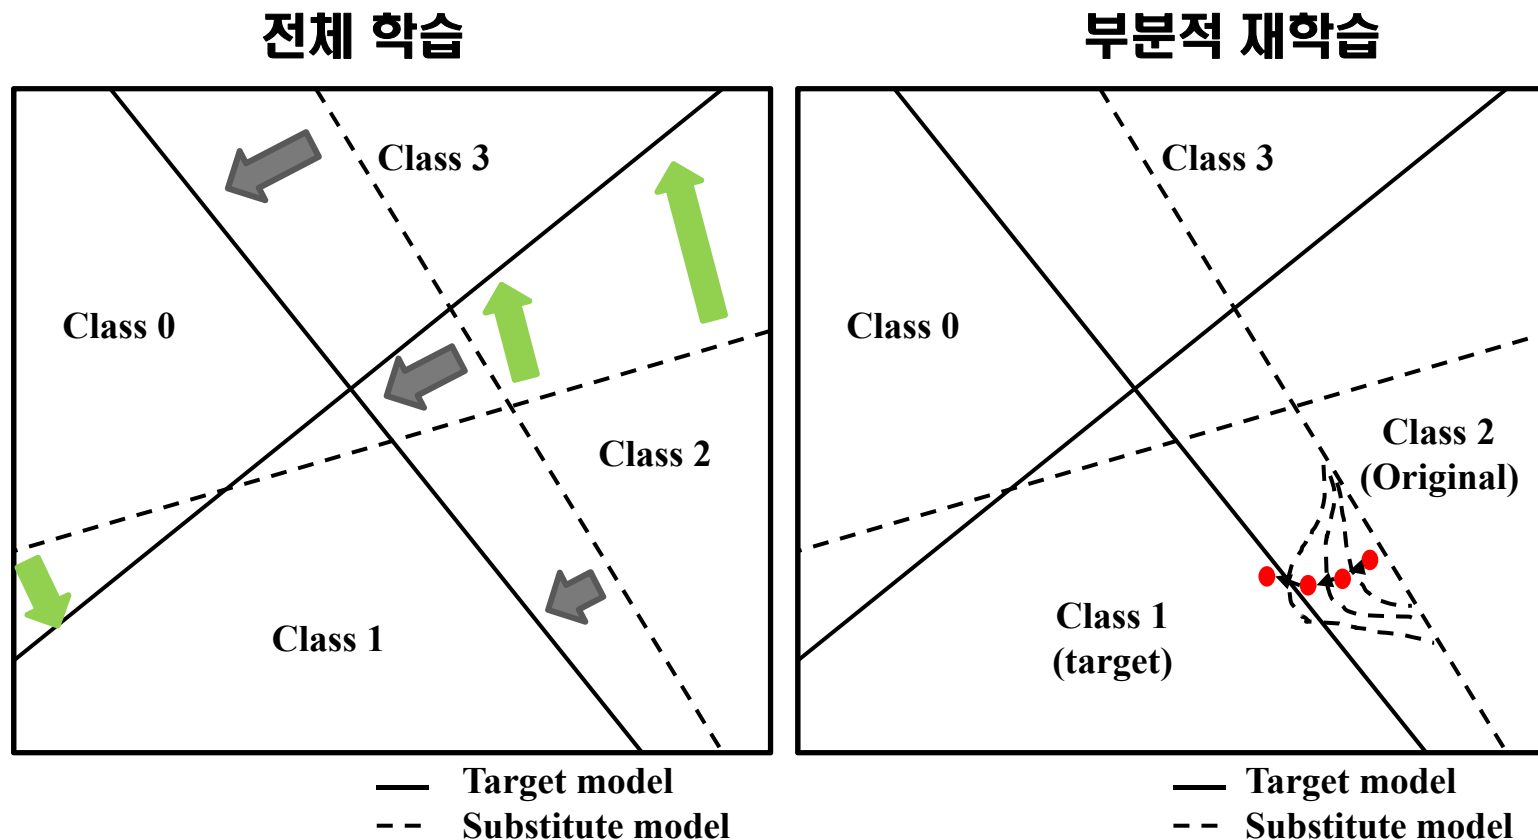 전체 학습
Class 3
Class 0
Class 2
Class 1
Target model
Substitute model
부분적 재학습
Class 3
Class 0
Class 2
(Original)
Class 1
(target)
Target model
Substitute model